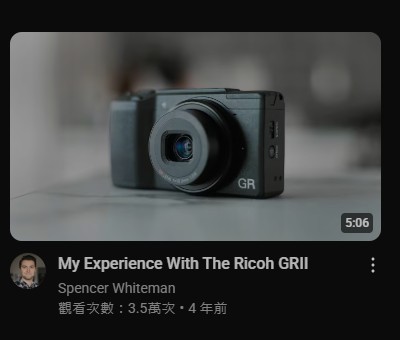 GR
5:06
My Experience With The Ricoh GRII
Spencer Whiteman
觀看次數：3.5萬次 • 4 年前